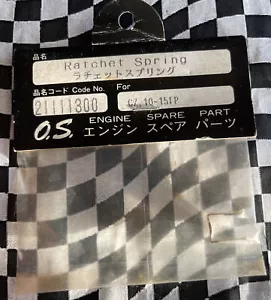 品名
Ratchet Spring
ラチェットスプリング
品名コード Code No. For
21111300 CZ.10-15FP
ENGINE SPARE PART
O.S. エンジン スペア パーツ